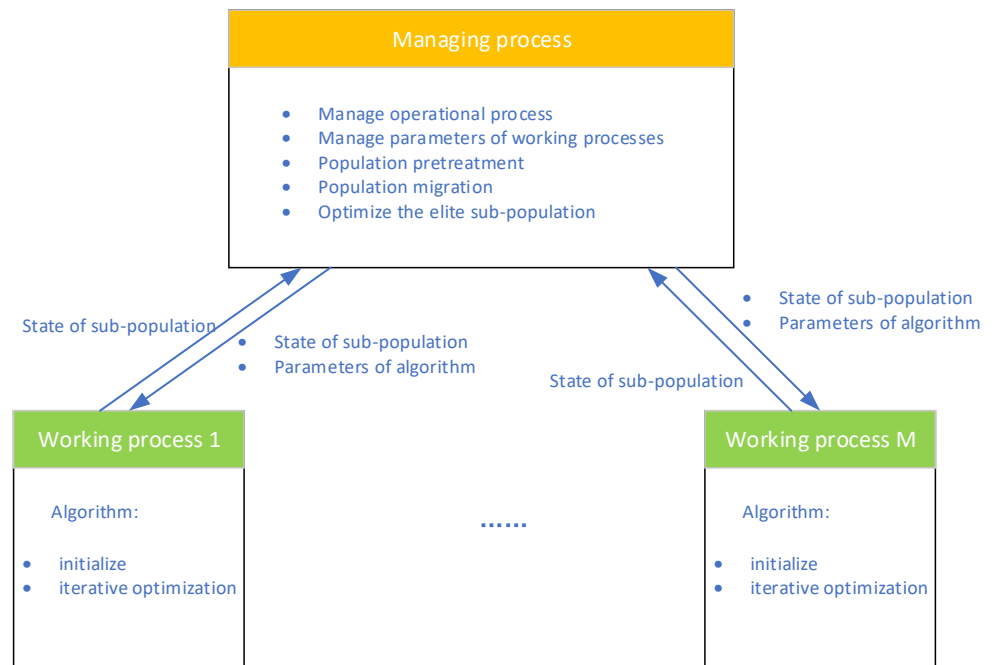 Managing process
• Manage operational process
• Manage parameters of working processes
• Population pretreatment
• Population migration
• Optimize the elite sub-population
State of sub-population
• State of sub-population
• Parameters of algorithm
• State of sub-population
• Parameters of algorithm
State of sub-population
Working process 1
Algorithm:
• initialize
• iterative optimization
......
Working process M
Algorithm:
• initialize
• iterative optimization